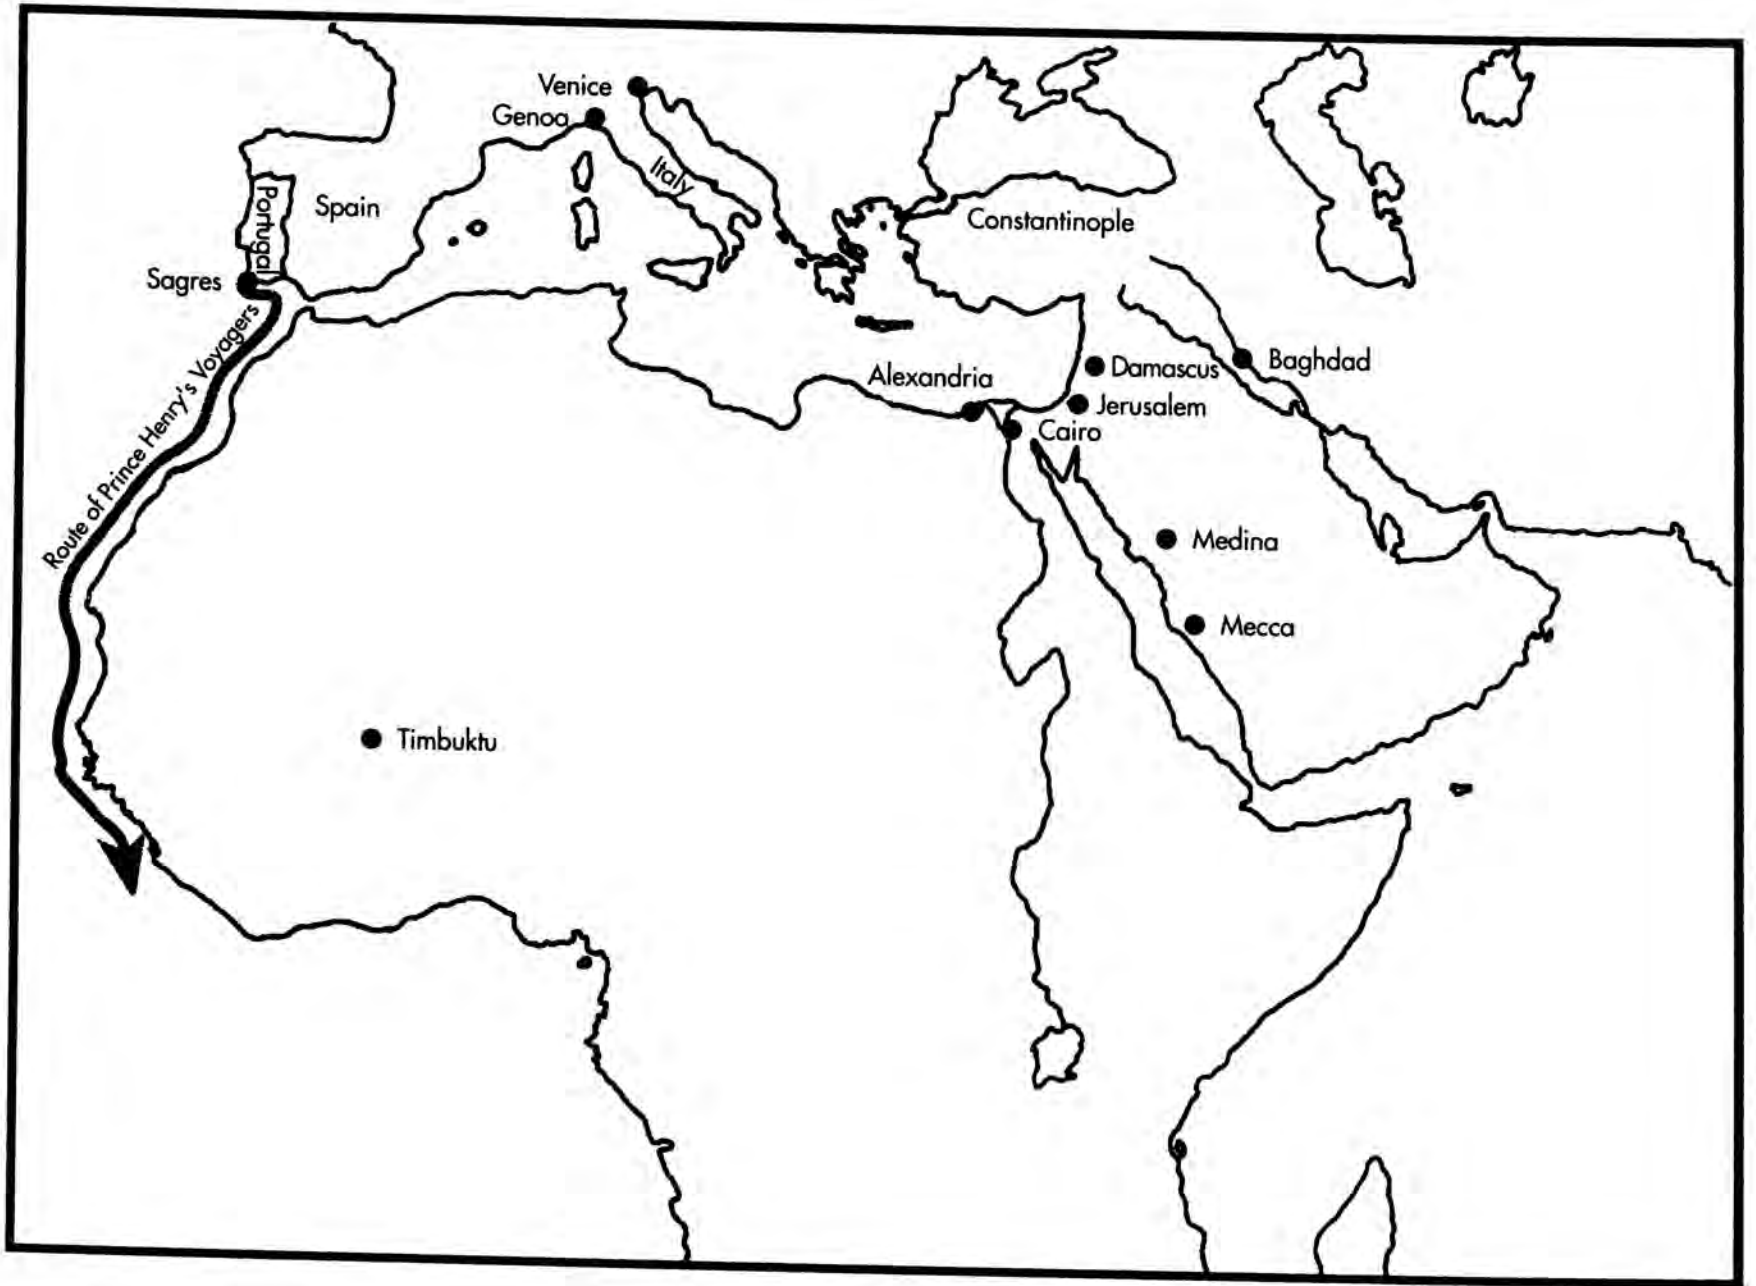 Venice
Genoa
Italy
Portugal
Spain
Constantinople
Sagres
Route of Prince Henry's Voyagers
Baghdad
Damascus
Alexandria
Jerusalem
Cairo
Medina
Mecca
Timbuktu